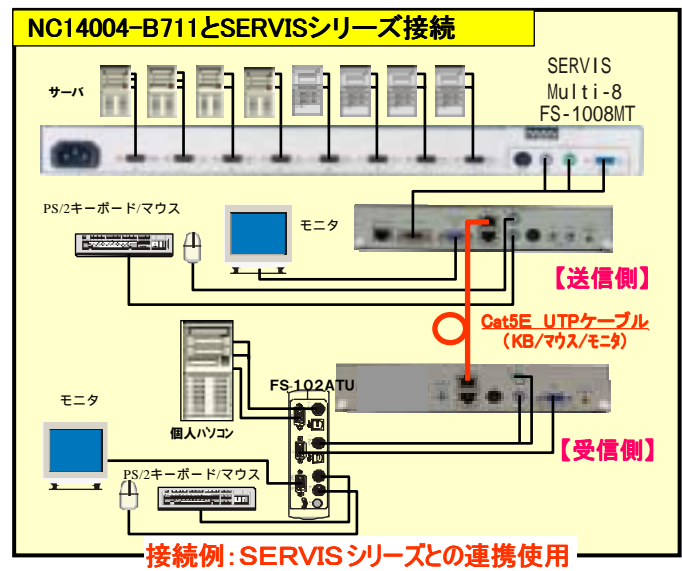 NC14004-B711とSERVISシリーズ接続
サーバ
SERVIS
Multi-8
FS-1008MT
PS/2キーボード/マウス
モニタ
【送信側】
Cat5E UTPケーブル
(KB/マウス/モニタ)
FS-102ATU
モニタ
個人パソコン
【受信側】
PS/2キーボード/マウス
接続例：SERVISシリーズとの連携使用